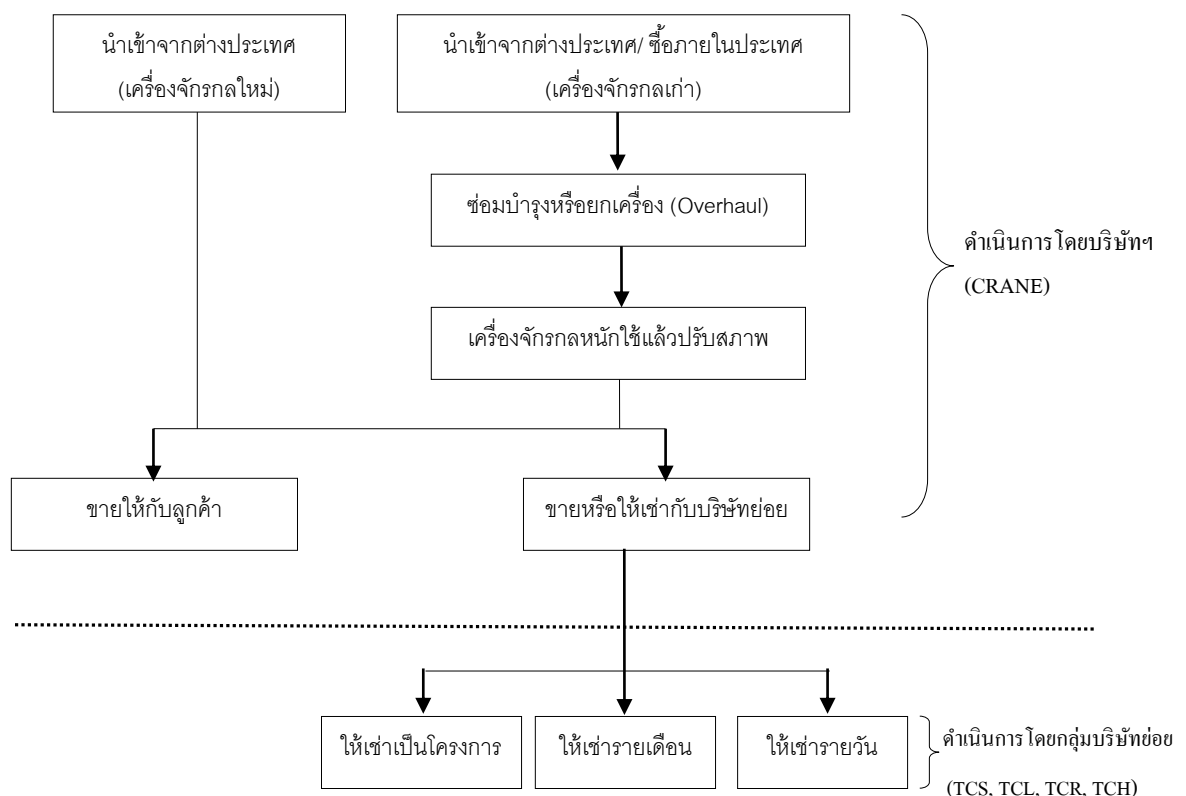 นำเข้าจากต่างประเทศ
(เครื่องจักรกลใหม่)
นำเข้าจากต่างประเทศ/ ซื้อภายในประเทศ
(เครื่องจักรกลเก่า)
ซ่อมบำรุงหรือยกเครื่อง (Overhaul)
ดำเนินการโดยบริษัทฯ
(CRANE)
เครื่องจักรกลหนักใช้แล้วปรับสภาพ
ขายให้กับลูกค้า
ขายหรือให้เช่ากับบริษัทย่อย
ให้เช่าเป็นโครงการ
ให้เช่ารายเดือน
ให้เช่ารายวัน
ดำเนินการโดยกลุ่มบริษัทย่อย
(TCS, TCL, TCR, TCH)